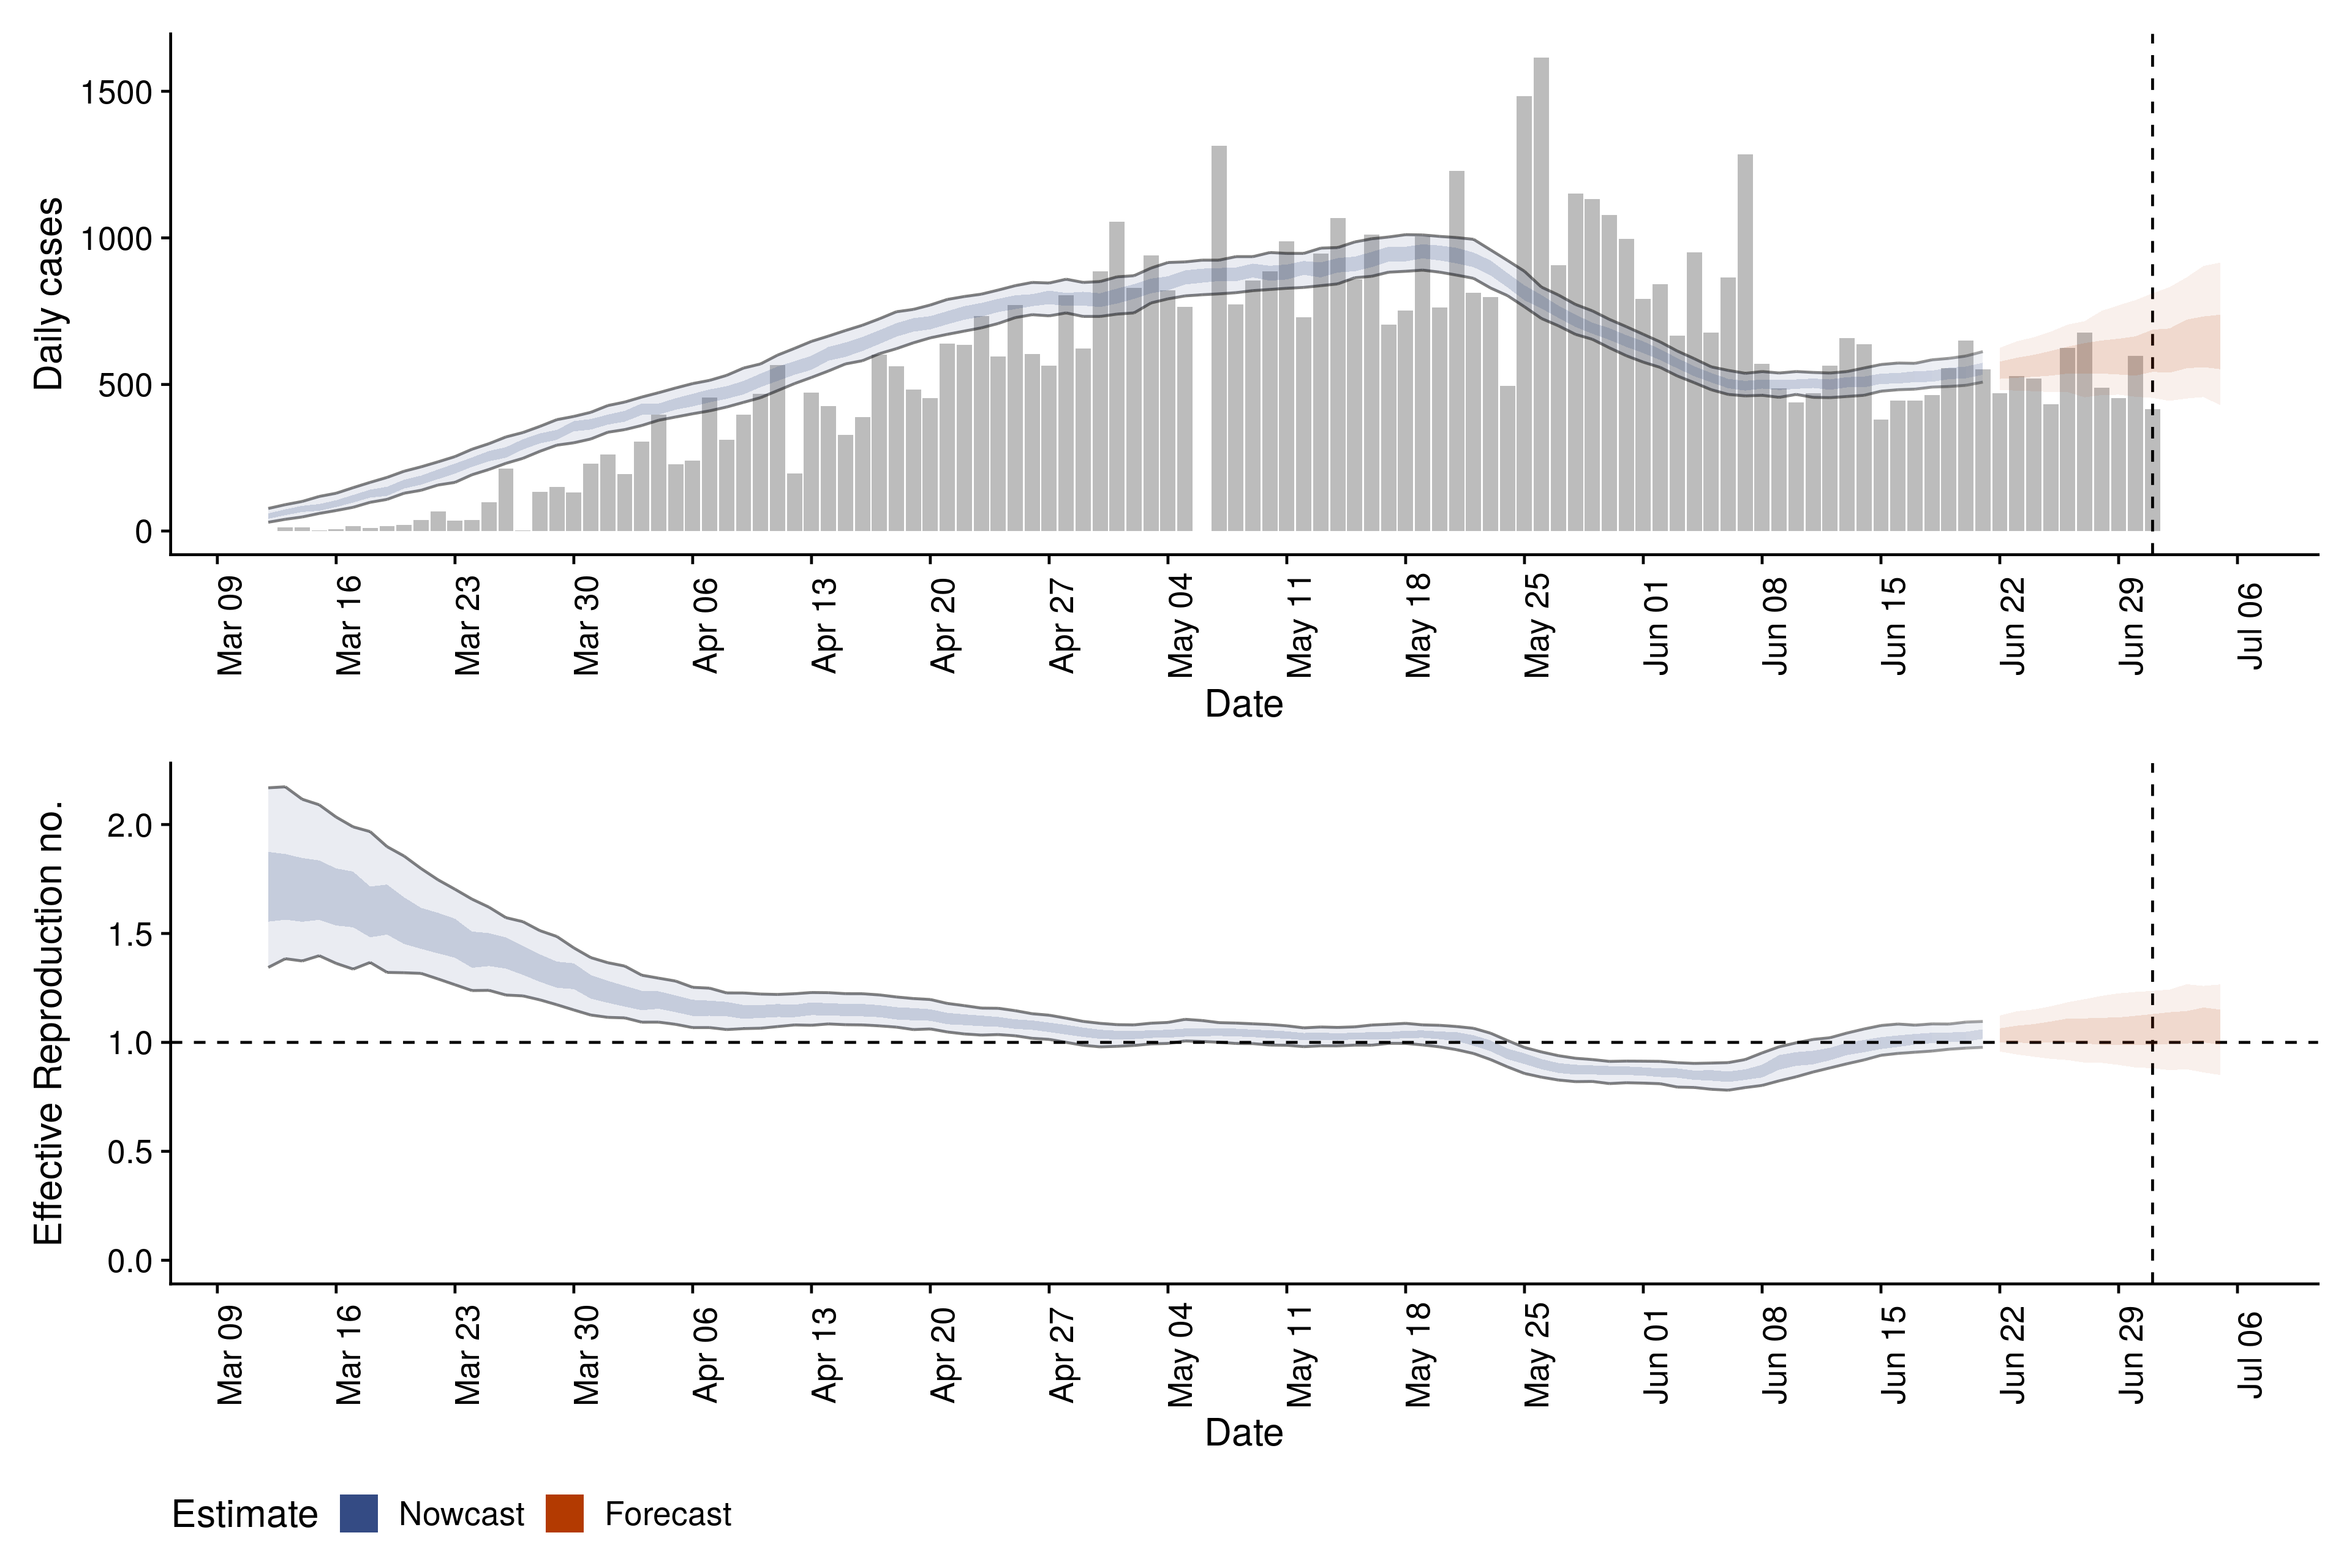 Daily cases
1500
1000
500
0
Mar 09
Mar 16
Mar 23
Mar 30
Apr 06
Apr 13
Apr 20
Apr 27
May 04
May 11
May 18
May 25
Jun 01
Jun 08
Jun 15
Jun 22
Jun 29
Jul 06
Date
Effective Reproduction no.
2.0
1.5
1.0
0.5
0.0
Mar 09
Mar 16
Mar 23
Mar 30
Apr 06
Apr 13
Apr 20
Apr 27
May 04
May 11
May 18
May 25
Jun 01
Jun 08
Jun 15
Jun 22
Jun 29
Jul 06
Date
Estimate Nowcast Forecast